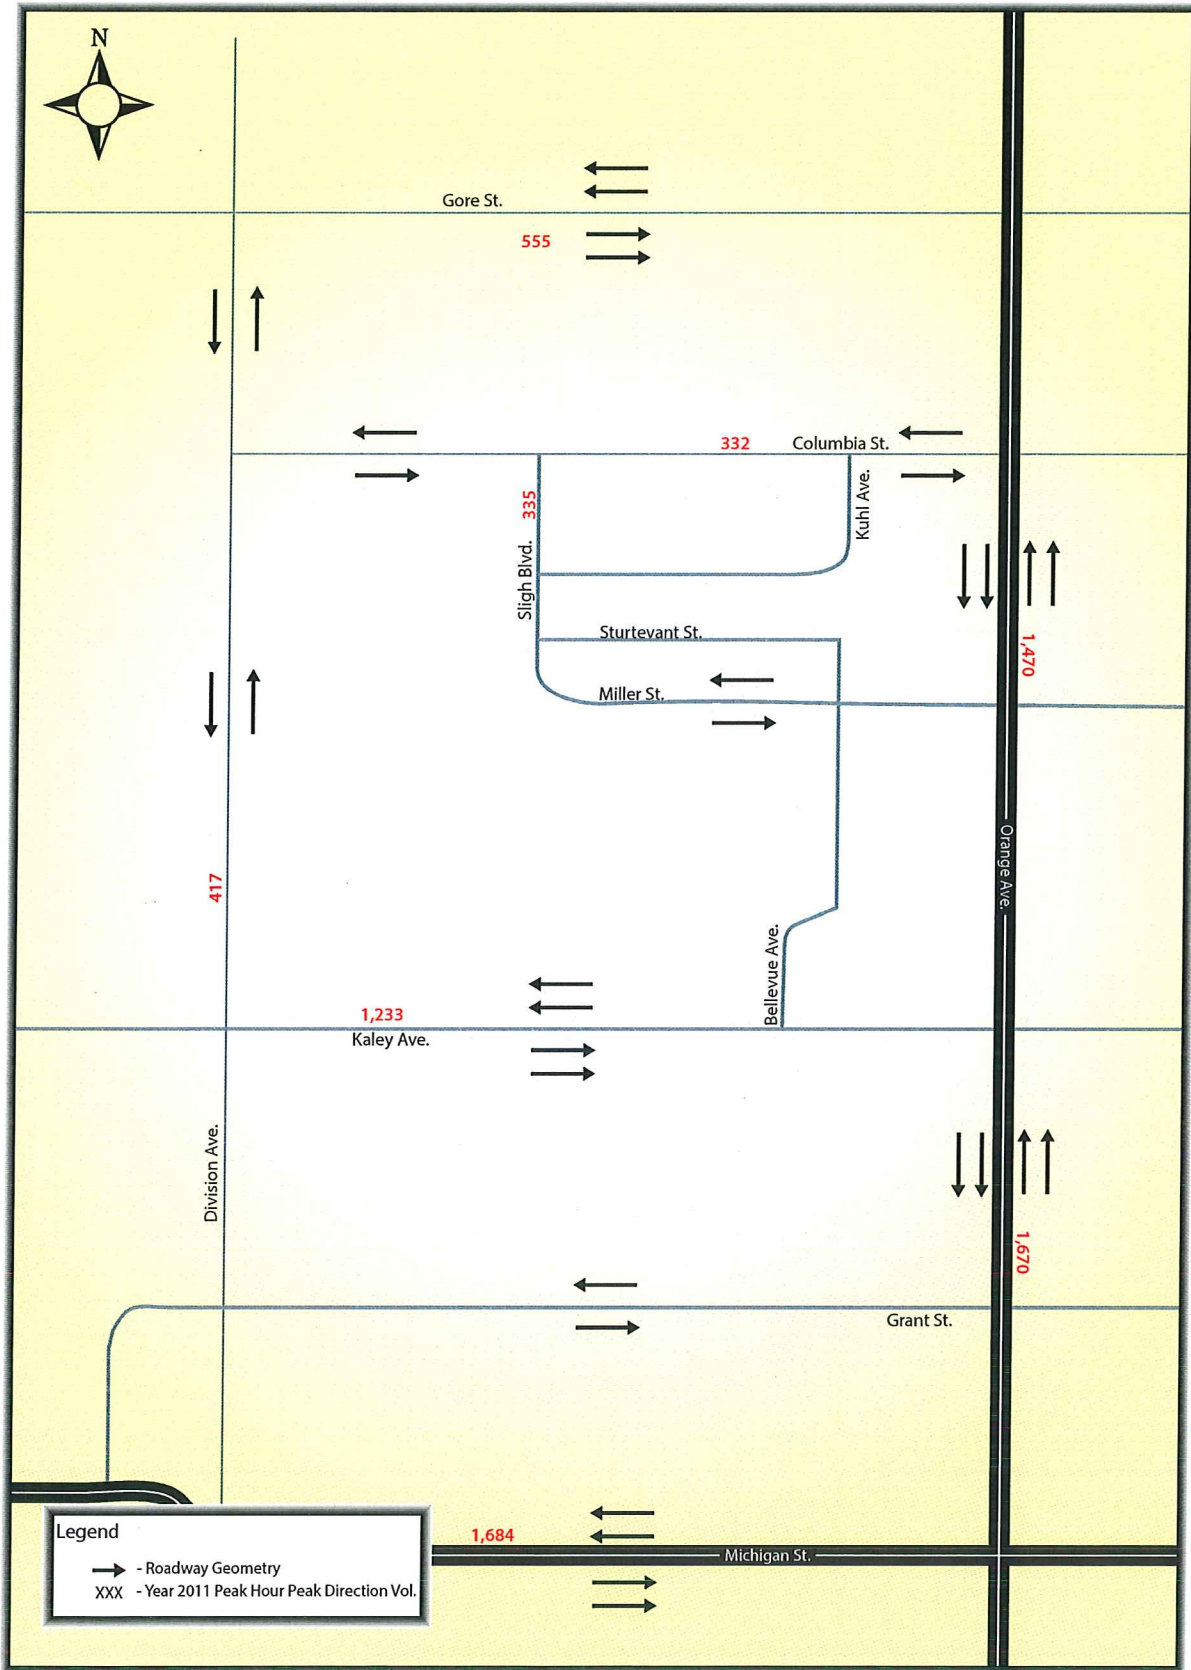 N
Gore St.
555
332
Columbia St.
335
Kuhl Ave.
Sligh Blvd.
Sturtevant St.
1,470
Miller St.
Orange Ave.
417
Bellevue Ave.
1,233
Kaley Ave.
Division Ave.
1,670
Grant St.
1,684
Michigan St.
Legend
- Roadway Geometry
XXX - Year 2011 Peak Hour Peak Direction Vol.